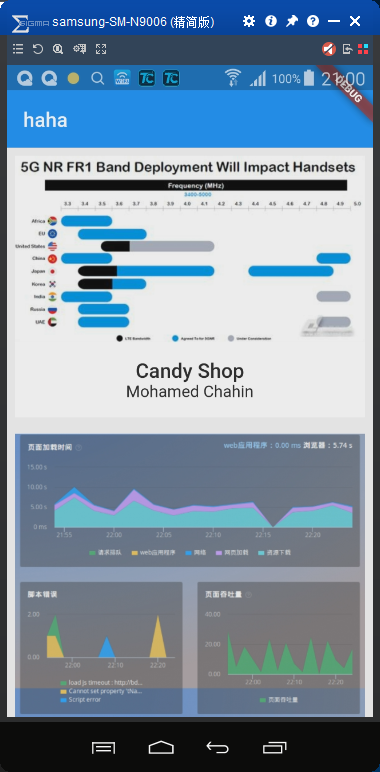 samsung-SM-N9006 (精简版)
100% 21:00
DEBUG
haha
5G NR FR1 Band Deployment Will Impact Handsets
Frequency (MHz)
3400-3800
3.3 3.4 3.5 3.6 3.7 3.8 3.9 4.0 4.1 4.2 4.3 4.4 4.5 4.6 4.7 4.8 4.9 5.0
Africa
EU
United States
China
Japan
Korea
India
Russia
UAE
LTE Bandwidth
Agreed To for 5GNR
Under Consideration
Candy Shop
Mohamed Chahin
页面加载时间 web应用程序：0.00 ms 浏览器：5.74 s
15.00 s
10.00 s
5.00 s
0 ms
21:55 22:00 22:05 22:10 22:15 22:20
请求排队 web应用程序 网络 网页加载 资源下载
脚本错误
2.00
0.00
22:00 22:10 22:20
load js timeout : http://bd...
Cannot set property 'tNa...
Script error
页面吞吐量
40.00
20.00
0.00
22:00 22:10 22:20
页面吞吐量